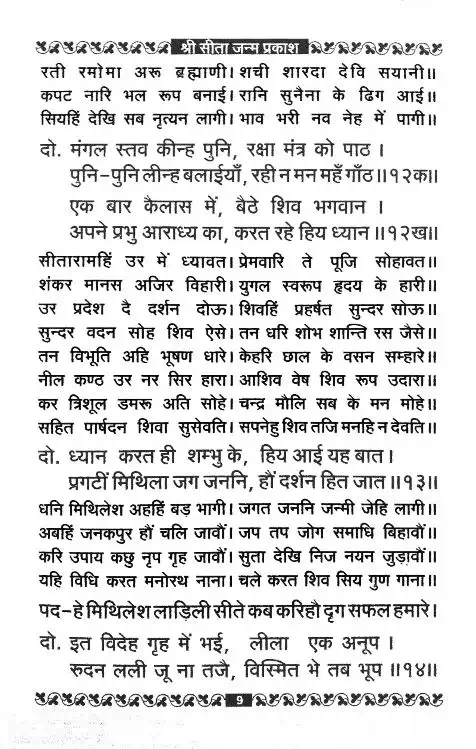 श्री सीता जन्म प्रकाश
रती रमोमा अरू ब्रह्माणी। शची शारदा देवि सयानी॥
कपट नारि भल रूप बनाई। रानि सुनैना के ढिग आई॥
सियहिं देखि सब नृत्यन लागी। भाव भरी नव नेह में पागी॥
दो. मंगल स्तव कीन्ह पुनि, रक्षा मंत्र को पाठ ।
पुनि-पुनि लीन्ह बलाईयाँ, रही न मन महँ गाँठ॥१२क॥
एक बार कैलास में, बैठे शिव भगवान ।
अपने प्रभु आराध्य का, करत रहे हिय ध्यान॥१२ख॥
सीतारामहिं उर में ध्यावत। प्रेमवारि ते पूजि सोहावत॥
शंकर मानस अजिर विहारी। युगल स्वरूप हृदय के हारी॥
उर प्रदेश दै दर्शन दोऊ। शिवहिं प्रहर्षत सुन्दर सोऊ॥
सुन्दर वदन सोह शिव ऐसे। तन धरि शोभ शान्ति रस जैसे॥
तन विभूति अहि भूषण धारे। केहरि छाल के वसन सम्हारे॥
नील कण्ठ उर नर सिर हारा। आशिव वेष शिव रूप उदारा॥
कर त्रिशूल डमरू अति सोहे। चन्द्र मौलि सब के मन मोहे॥
सहित पार्षदन शिवा सुसेवति। सपनेहु शिव तजि मनहि न देवति॥
दो. ध्यान करत ही शम्भु के, हिय आई यह बात।
प्रगटीं मिथिला जग जननि, हौं दर्शन हित जात॥१३॥
धनि मिथिलेश अहहिं बड़ भागी। जगत जननि जन्मी जेहि लागी॥
अबहिं जनकपुर हौं चलि जावौं। जप तप जोग समाधि बिहावौं॥
करि उपाय कछु नृप गृह जावौं। सुता देखि निज नयन जुड़ावौं॥
यहि विधि करत मनोरथ नाना। चले करत शिव सिय गुण गाना॥
पद-हे मिथिलेश लाड़िली सीते कब करिहौ दृग सफल हमारे।
दो. इत विदेह गृह में भई, लीला एक अनूप ।
रुदन लली जू ना तजै, विस्मित भे तब भूप ॥१४॥
9